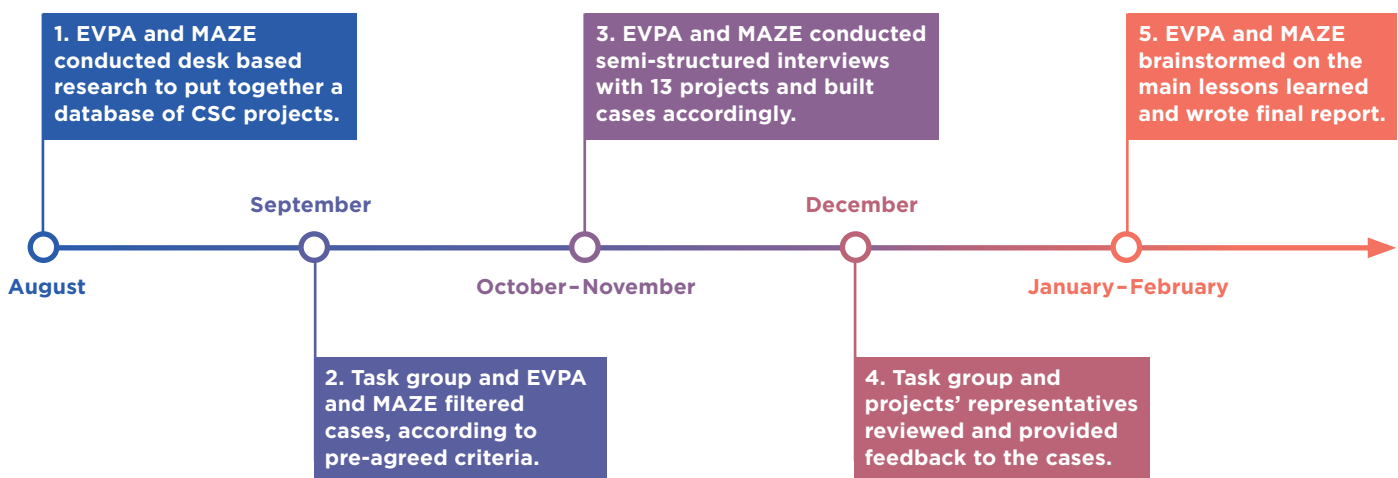 1. EVPA and MAZE
conducted desk based
research to put together a
database of CSC projects.
3. EVPA and MAZE conducted
semi-structured interviews
with 13 projects and built
cases accordingly.
5. EVPA and MAZE
brainstormed on the
main lessons learned
and wrote final report.
September
December
August
October–November
January–February
2. Task group and EVPA
and MAZE filtered
cases, according to
pre-agreed criteria.
4. Task group and
projects’ representatives
reviewed and provided
feedback to the cases.